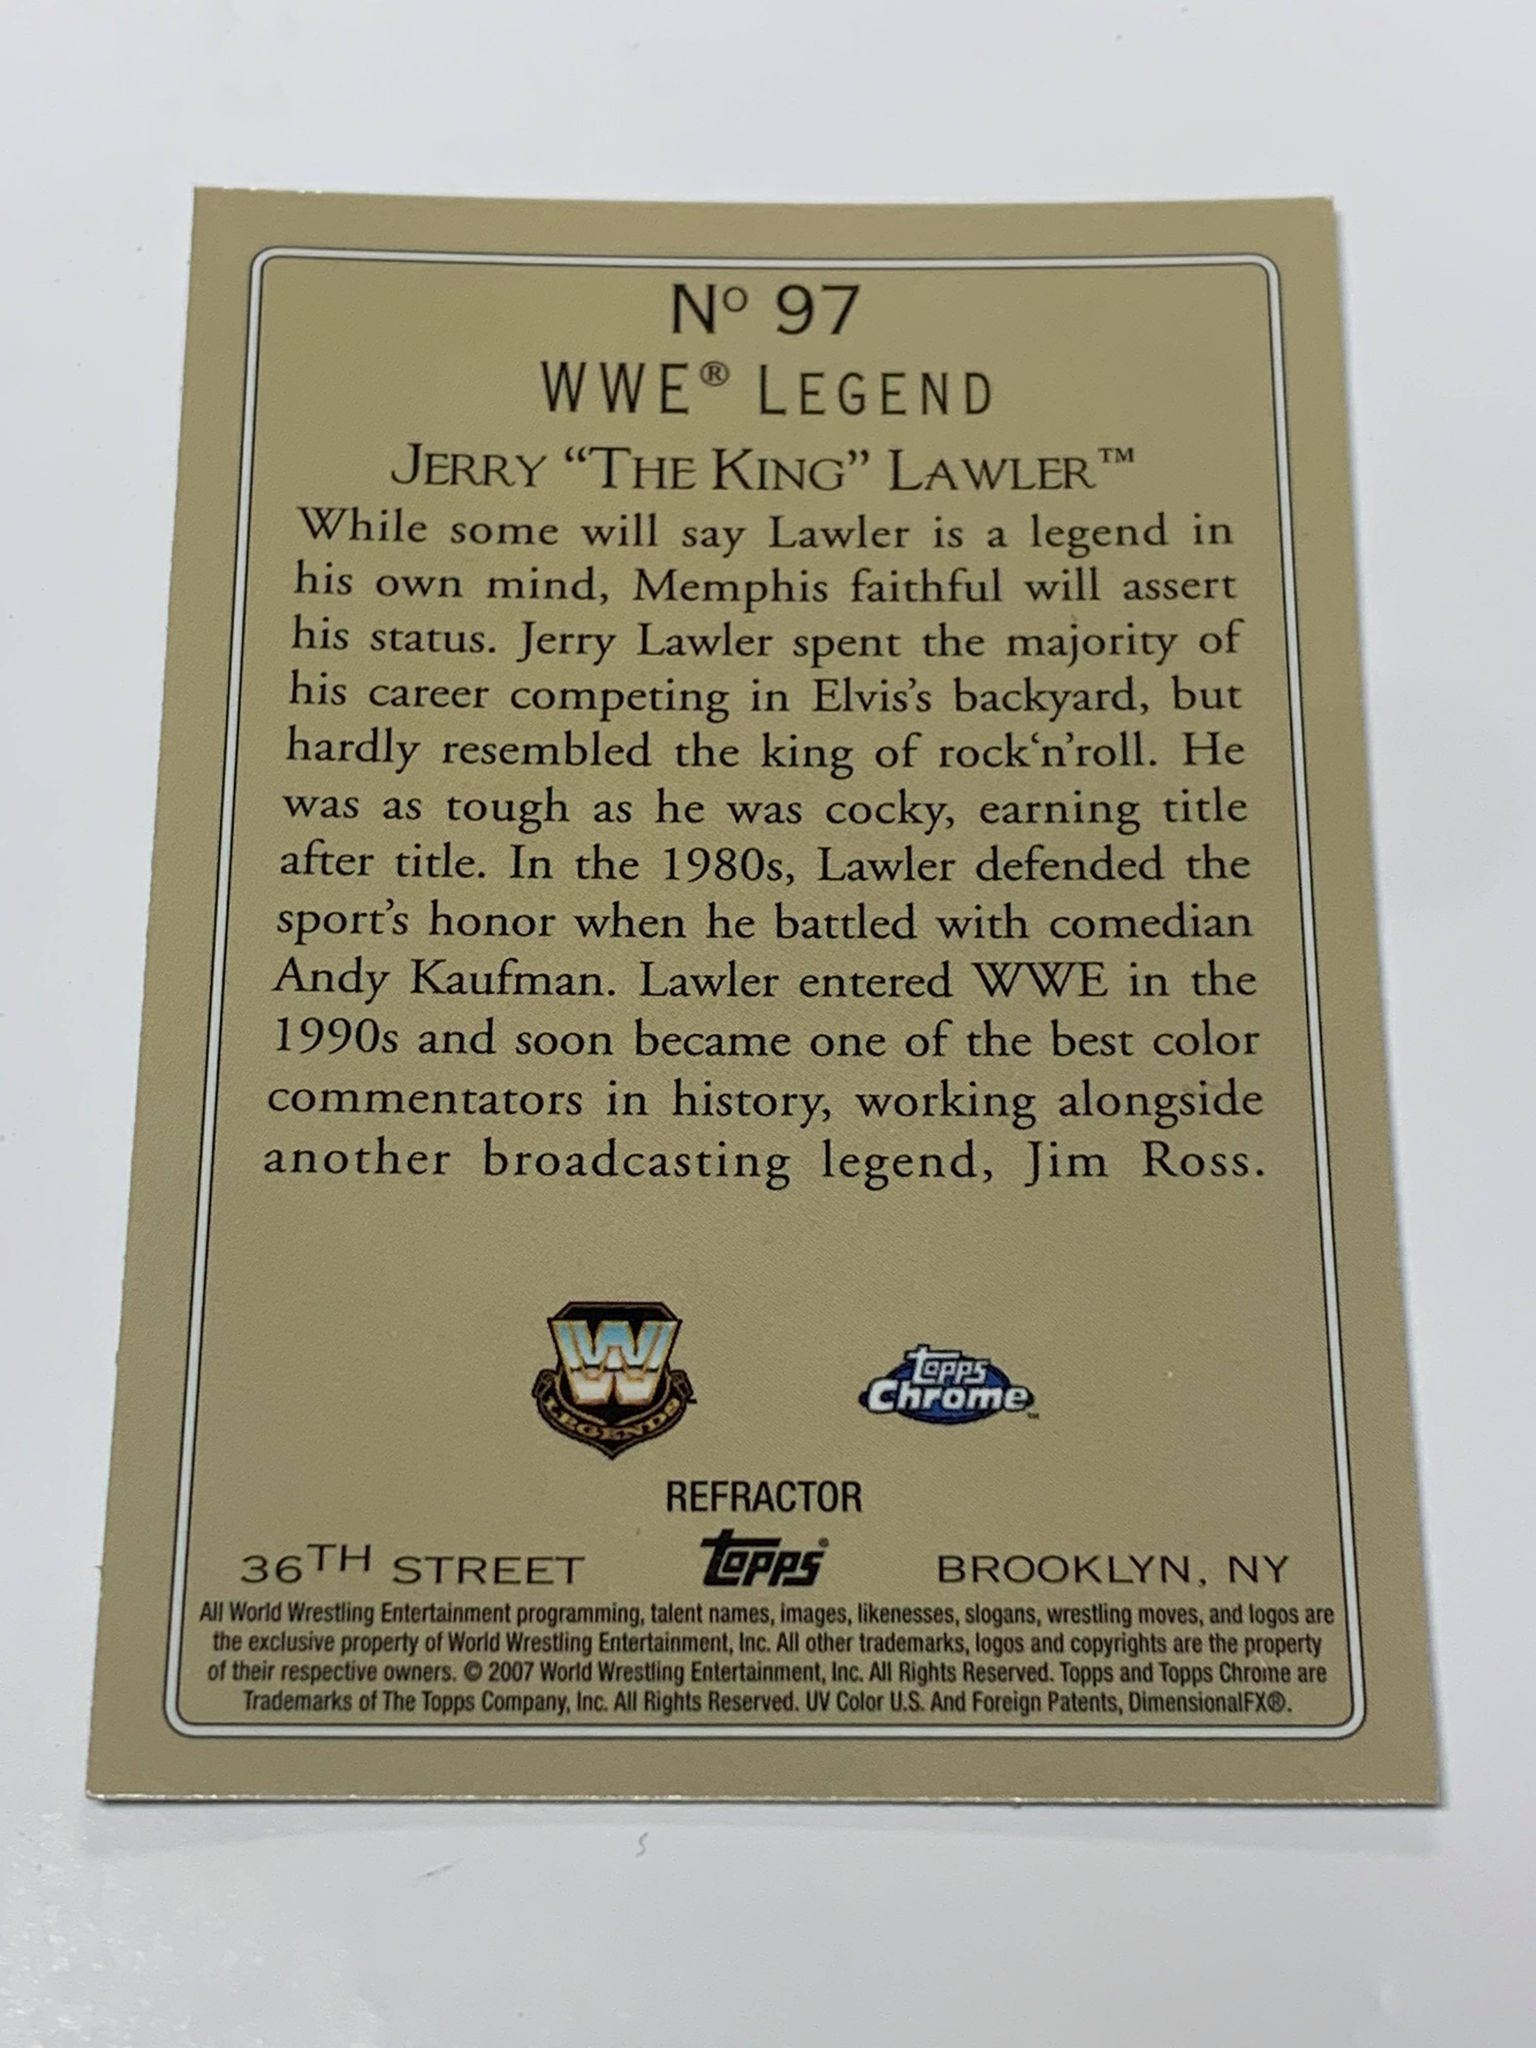 Nº 97
WWE® LEGEND
JERRY “THE KING” LAWLER™
While some will say Lawler is a legend in
his own mind, Memphis faithful will assert
his status. Jerry Lawler spent the majority of
his career competing in Elvis’s backyard, but
hardly resembled the king of rock‘n’roll. He
was as tough as he was cocky, earning title
after title. In the 1980s, Lawler defended the
sport’s honor when he battled with comedian
Andy Kaufman. Lawler entered WWE in the
1990s and soon became one of the best color
commentators in history, working alongside
another broadcasting legend, Jim Ross.
W
LEGENDS
topps
Chrome™
REFRACTOR
36TH STREET topps® BROOKLYN, NY
All World Wrestling Entertainment programming, talent names, images, likenesses, slogans, wrestling moves, and logos are
the exclusive property of World Wrestling Entertainment, Inc. All other trademarks, logos and copyrights are the property
of their respective owners. © 2007 World Wrestling Entertainment, Inc. All Rights Reserved. Topps and Topps Chrome are
Trademarks of The Topps Company, Inc. All Rights Reserved. UV Color U.S. And Foreign Patents, DimensionalFX®.